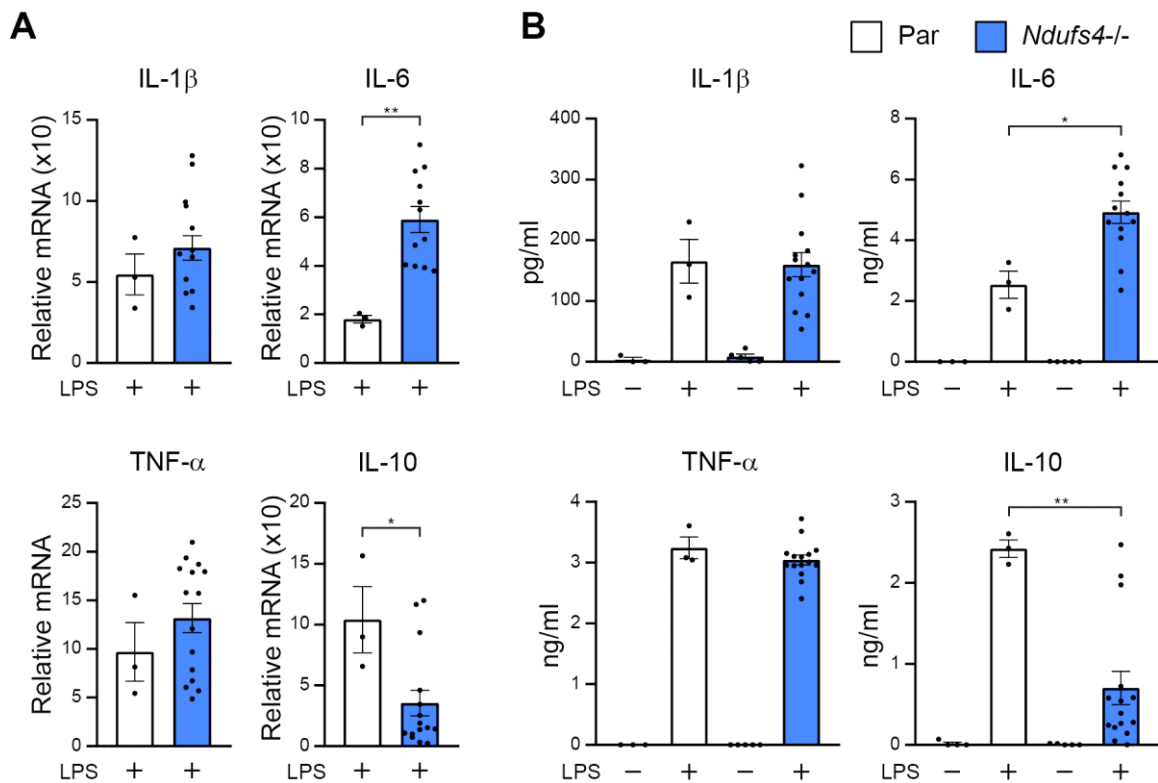 A
B
Par
Ndufs4-/-
IL-1β
Relative mRNA (x10)
15
10
5
0
LPS + +
IL-6
Relative mRNA (x10)
10
8
6
4
2
0
**
+ +
IL-1β
pg/ml
400
300
200
100
0
LPS − + − +
IL-6
ng/ml
8
6
4
2
0
*
− + − +
TNF-α
Relative mRNA
25
20
15
10
5
0
LPS + +
IL-10
Relative mRNA (x10)
20
15
10
5
0
*
+ +
TNF-α
ng/ml
4
3
2
1
0
LPS − + − +
IL-10
ng/ml
3
2
1
0
**
− + − +